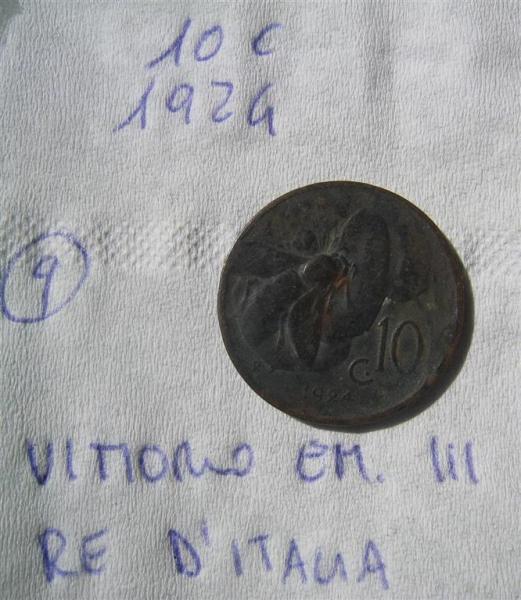 10 C
1924
9
C. 10
1924
VITTORIO EM. III
RE D'ITALIA